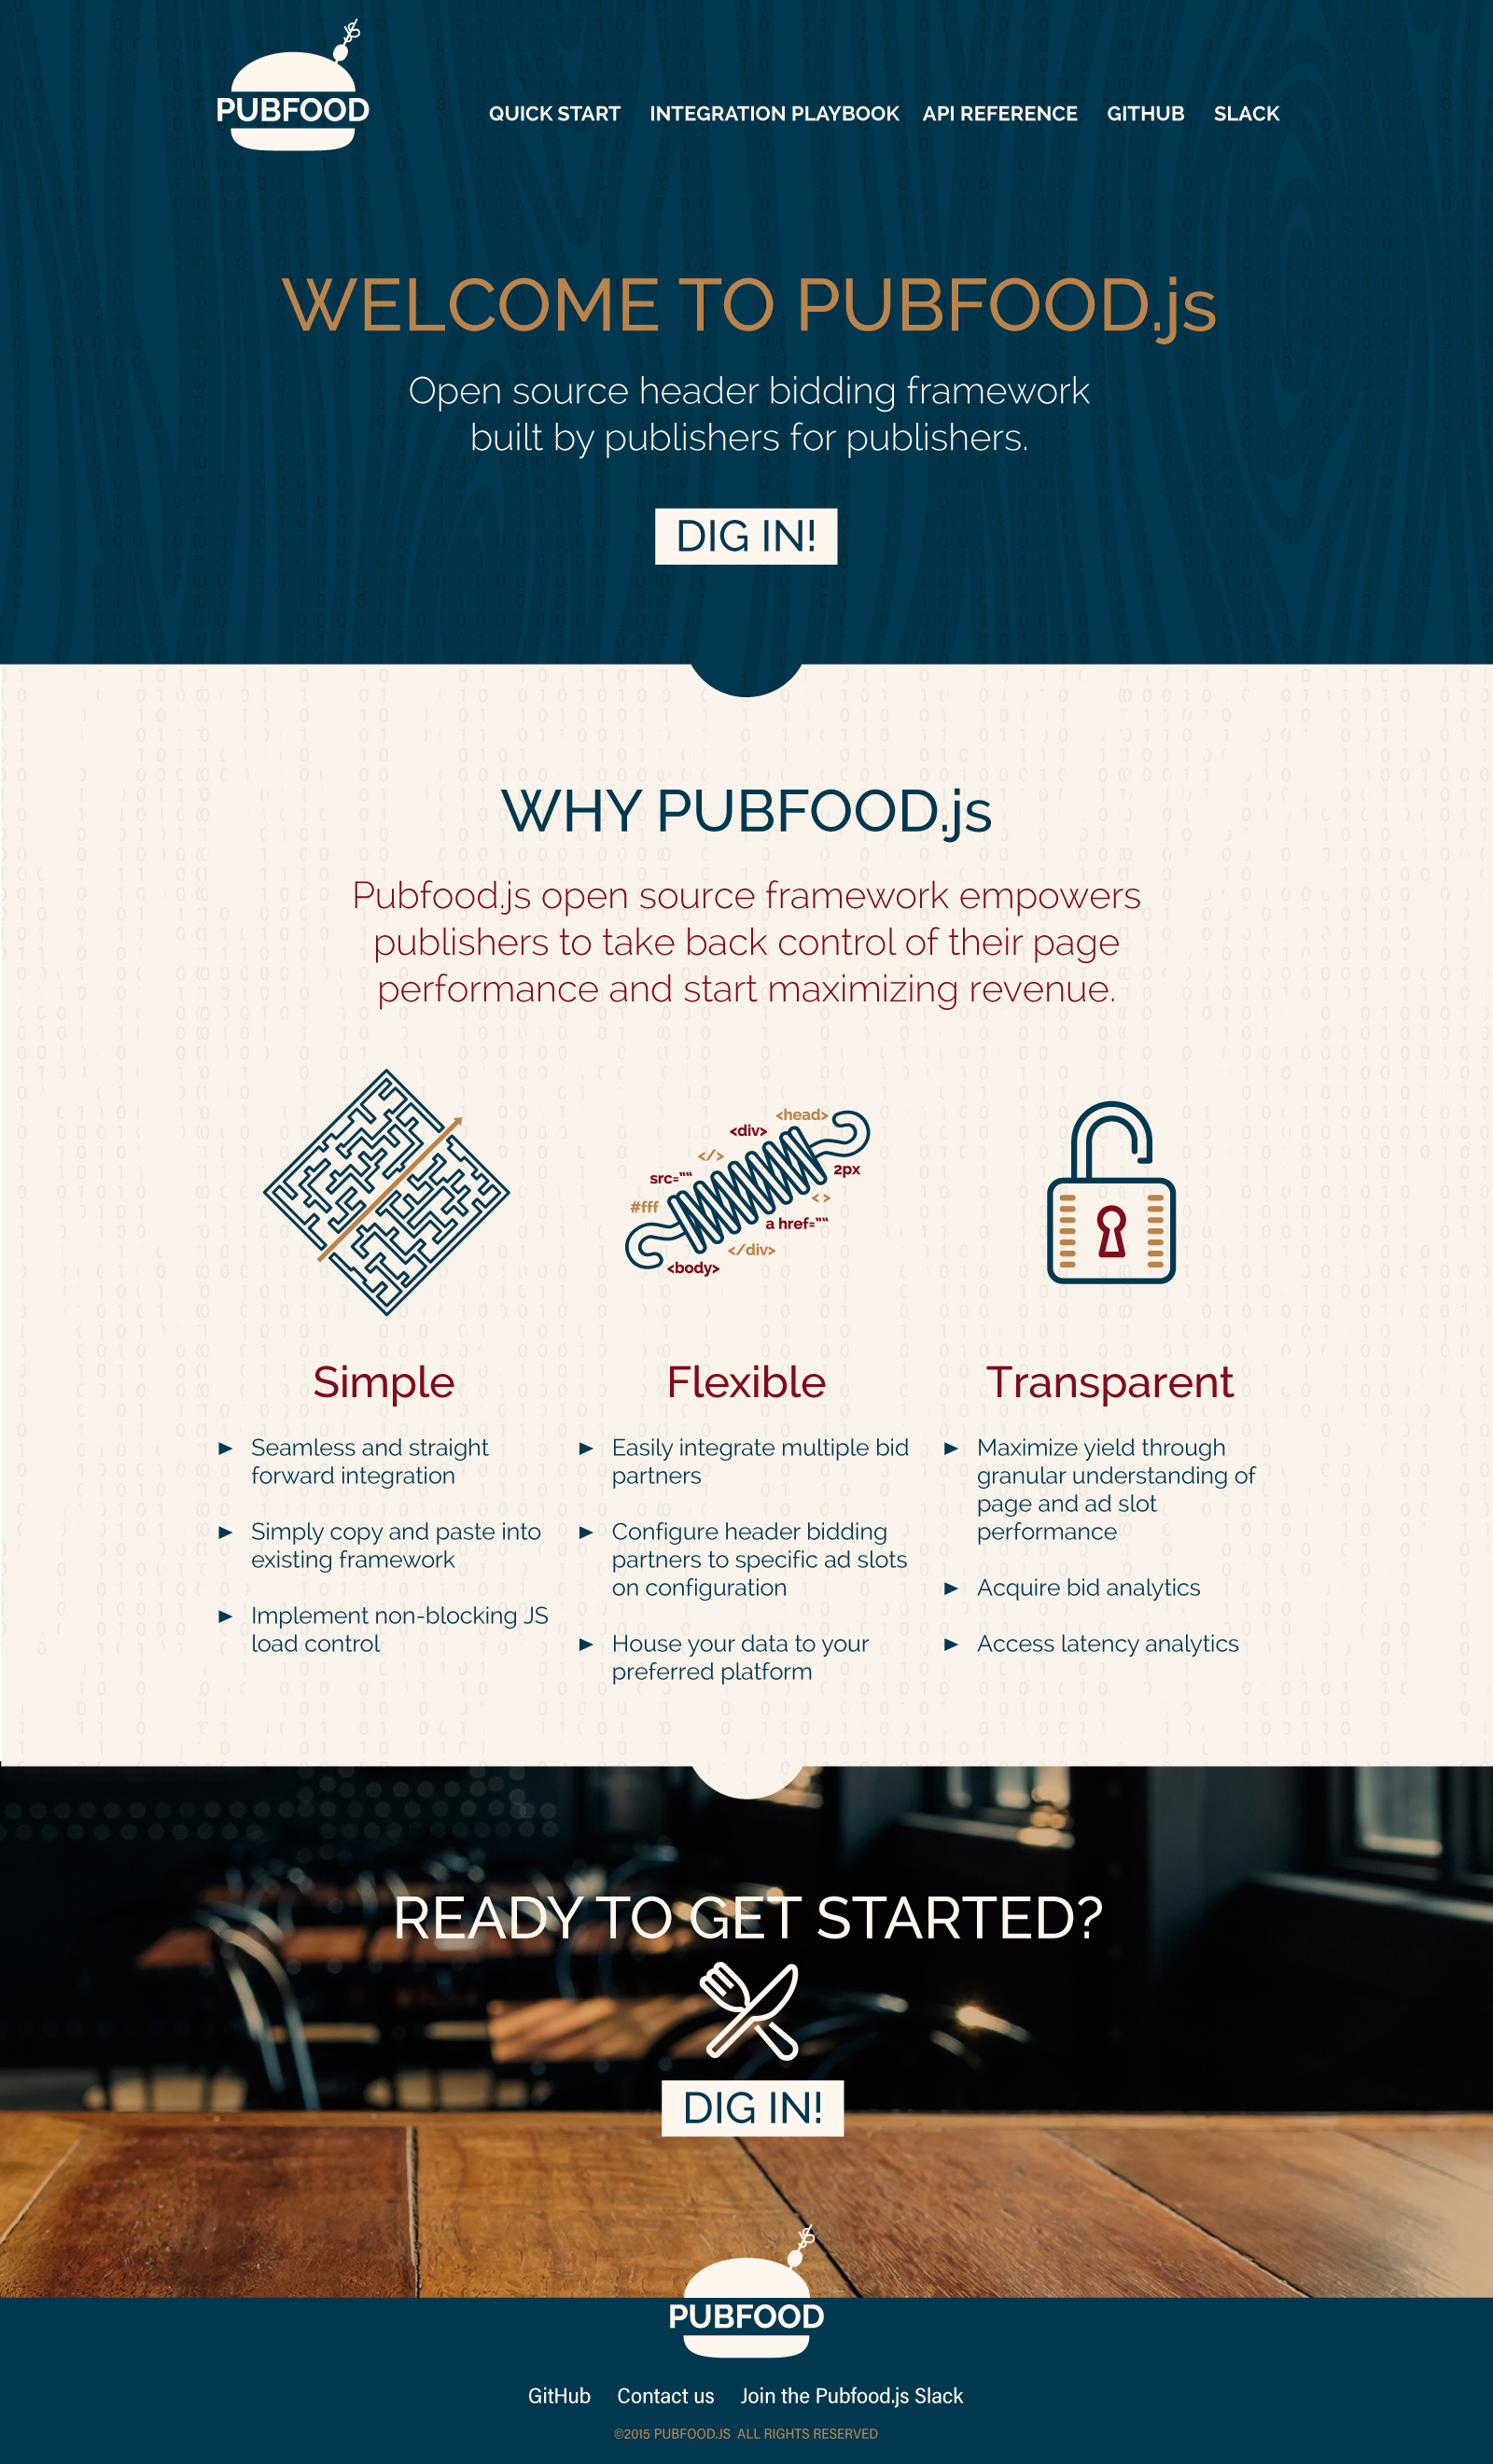 PUBFOOD
QUICK START INTEGRATION PLAYBOOK API REFERENCE GITHUB SLACK
WELCOME TO PUBFOOD.js
Open source header bidding framework
built by publishers for publishers.
DIG IN!
WHY PUBFOOD.js
Pubfood.js open source framework empowers
publishers to take back control of their page
performance and start maximizing revenue.
<head>
<div>
</>
src=""
2px
#fff
<>
a href=""
</div>
<body>
Simple
Seamless and straight
forward integration
Simply copy and paste into
existing framework
Implement non-blocking JS
load control
Flexible
Easily integrate multiple bid
partners
Configure header bidding
partners to specific ad slots
on configuration
House your data to your
preferred platform
Transparent
Maximize yield through
granular understanding of
page and ad slot
performance
Acquire bid analytics
Access latency analytics
READY TO GET STARTED?
DIG IN!
PUBFOOD
GitHub Contact us Join the Pubfood.js Slack
©2015 PUBFOOD.JS ALL RIGHTS RESERVED